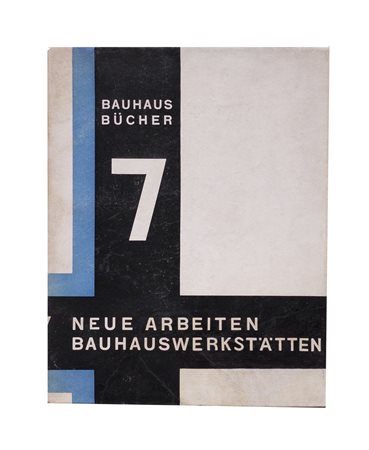 BAUHAUS
BÜCHER
7
NEUE ARBEITEN
BAUHAUSWERKSTÄTTEN